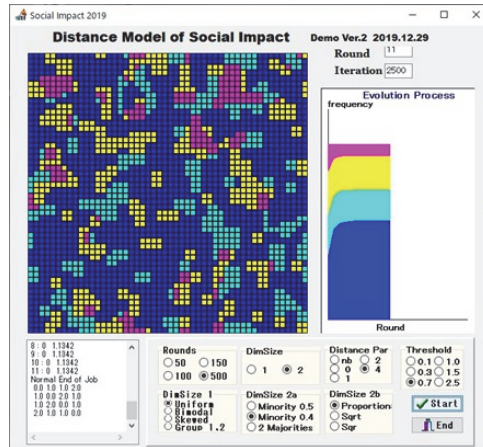 Social Impact 2019
Distance Model of Social Impact Demo Ver.2 2019.12.29
Round 11
Iteration 2500
Evolution Process
frequency
Round
8 : 0 1.1342
9 : 0 1.1342
10 : 0 1.1342
11 : 0 1.1342
Normal End of Job
0.0 1.0 1.0 2.0
1.0 0.0 2.0 1.0
1.0 2.0 0.0 1.0
2.0 1.0 1.0 0.0
Rounds
50 150
100 500
DimSize
1 2
Distance Par
nb 2
0 4
1
Threshold
0.1 1.0
0.3 1.5
0.7 2.5
DimSize 1
Uniform
Bimodal
Skewed
Group 1.2
DimSize 2a
Minority 0.5
Minority 0.4
2 Majorities
DimSize 2b
Proportion
Sqrt
Sqr
Start
End